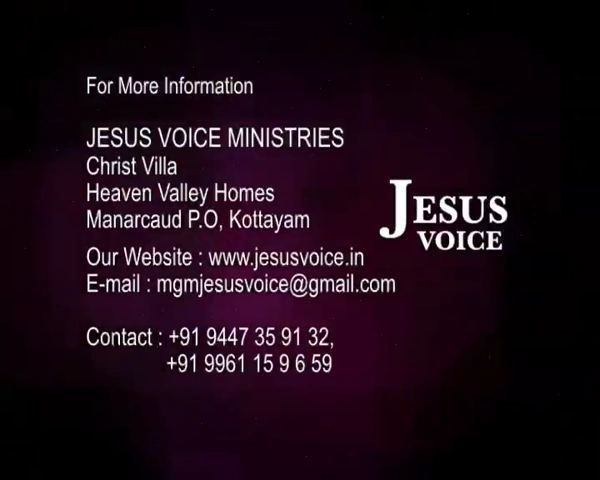 For More Information
JESUS VOICE MINISTRIES
Christ Villa
Heaven Valley Homes
Manarcaud P.O, Kottayam
Our Website : www.jesusvoice.in
E-mail : mgmjesusvoice@gmail.com
Contact : +91 9447 35 91 32,
+91 9961 15 9 6 59
JESUS
VOICE